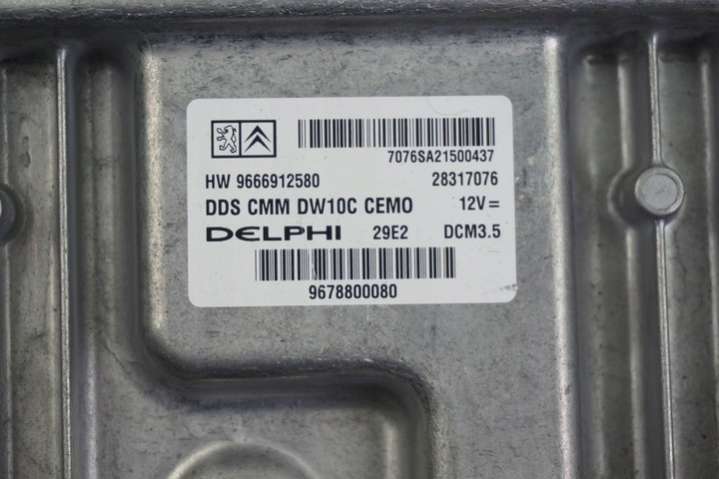 7076SA21500437
HW 9666912580 28317076
DDS CMM DW10C CEMO 12V=
DELPHI 29E2 DCM3.5
9678800080